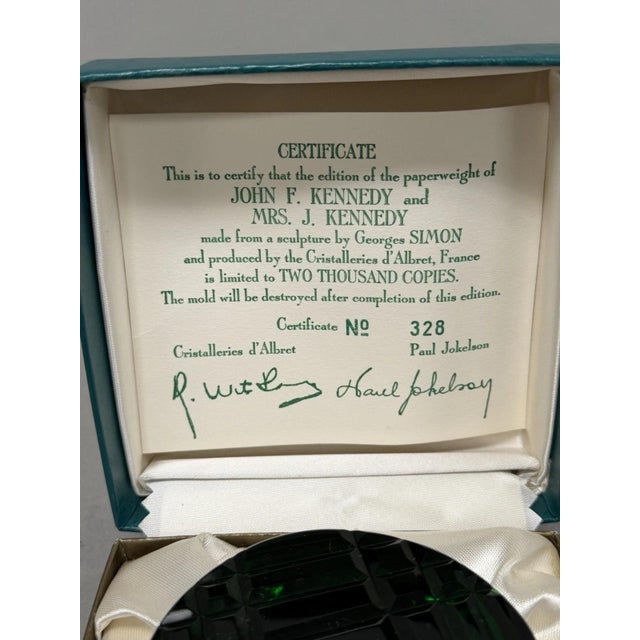 CERTIFICATE
This is to certify that the edition of the paperweight of
JOHN F. KENNEDY and
MRS. J. KENNEDY
made from a sculpture by Georges SIMON
and produced by the Cristalleries d'Albret, France
is limited to TWO THOUSAND COPIES.
The mold will be destroyed after completion of this edition.
Certificate No 328
Cristalleries d'Albret Paul Jokelson
Paul Jokelson